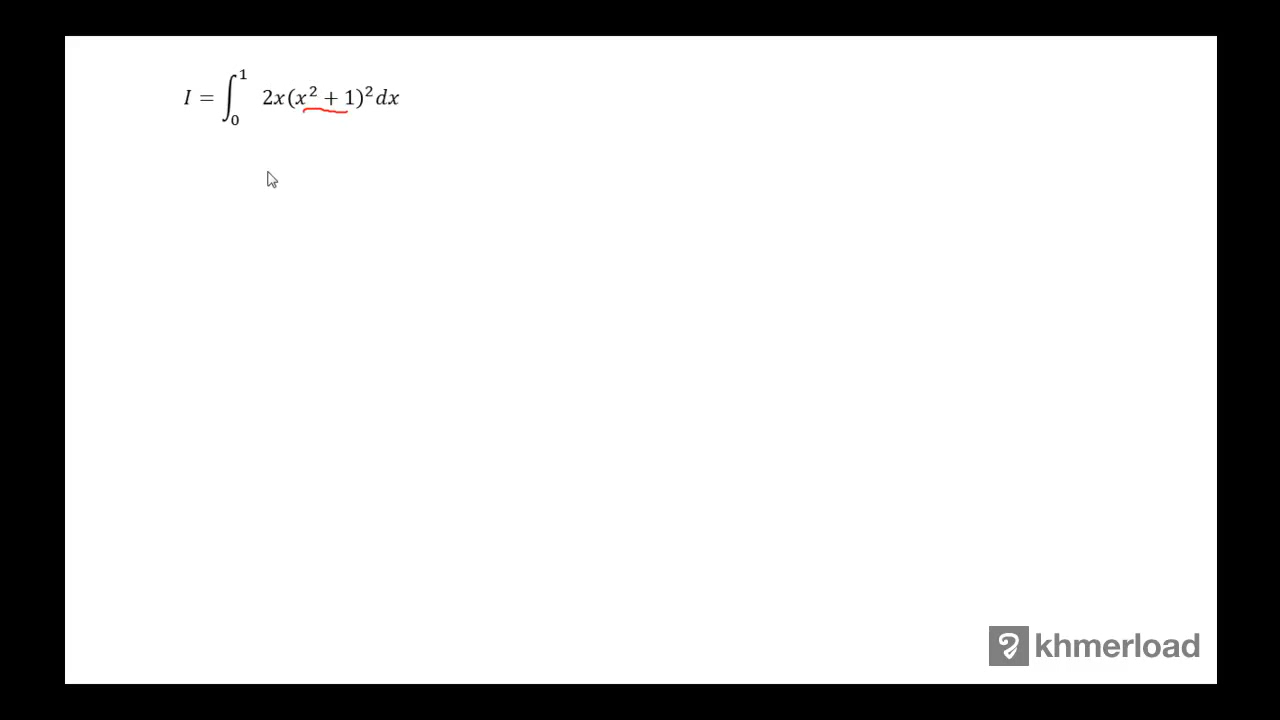 I = ∫₀¹ 2x(x² + 1)² dx
khmerload